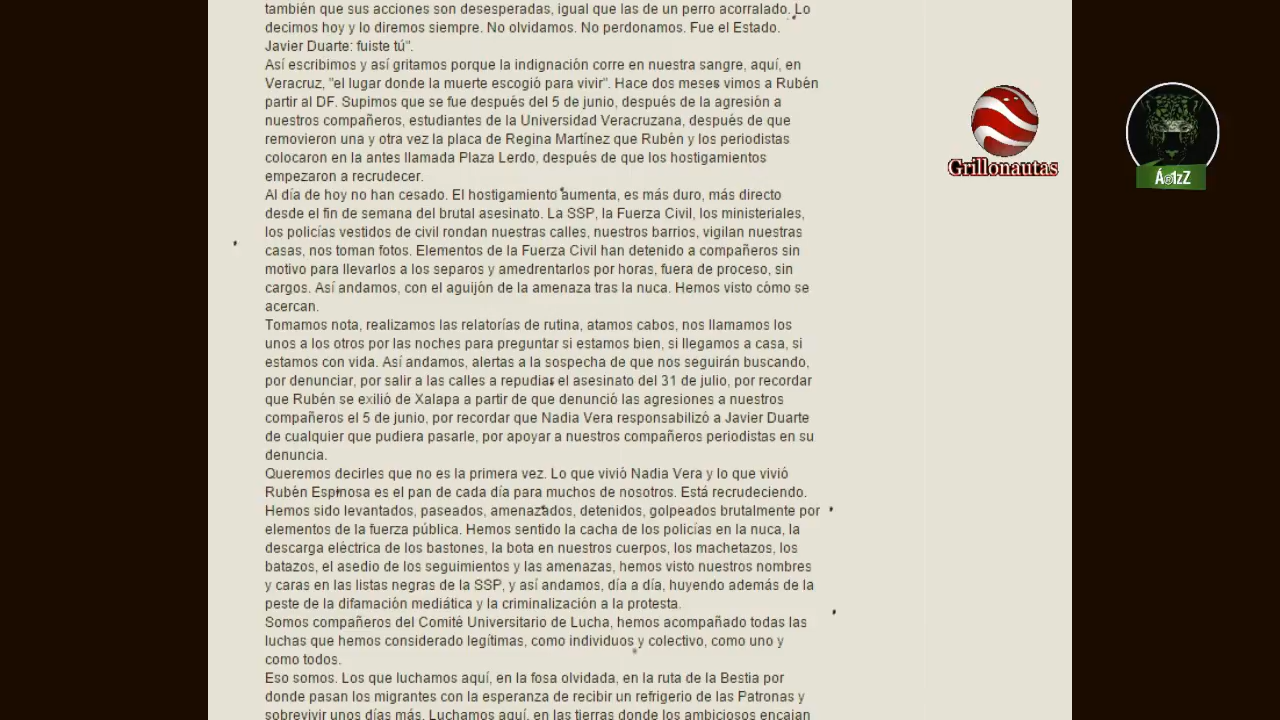 también que sus acciones son desesperadas, igual que las de un perro acorralado. Lo
decimos hoy y lo diremos siempre. No olvidamos. No perdonamos. Fue el Estado.
Javier Duarte: fuiste tú".
Así escribimos y así gritamos porque la indignación corre en nuestra sangre, aquí, en
Veracruz, "el lugar donde la muerte escogió para vivir". Hace dos meses vimos a Rubén
partir al DF. Supimos que se fue después del 5 de junio, después de la agresión a
nuestros compañeros, estudiantes de la Universidad Veracruzana, después de que
removieron una y otra vez la placa de Regina Martínez que Rubén y los periodistas
colocaron en la antes llamada Plaza Lerdo, después de que los hostigamientos
empezaron a recrudecer.
Al día de hoy no han cesado. El hostigamiento aumenta, es más duro, más directo
desde el fin de semana del brutal asesinato. La SSP, la Fuerza Civil, los ministeriales,
los policías vestidos de civil rondan nuestras calles, nuestros barrios, vigilan nuestras
casas, nos toman fotos. Elementos de la Fuerza Civil han detenido a compañeros sin
motivo para llevarlos a los separos y amedrentarlos por horas, fuera de proceso, sin
cargos. Así andamos, con el aguijón de la amenaza tras la nuca. Hemos visto cómo se
acercan.
Tomamos nota, realizamos las relatorías de rutina, atamos cabos, nos llamamos los
unos a los otros por las noches para preguntar si estamos bien, si llegamos a casa, si
estamos con vida. Así andamos, alertas a la sospecha de que nos seguirán buscando,
por denunciar, por salir a las calles a repudiar el asesinato del 31 de julio, por recordar
que Rubén se exilió de Xalapa a partir de que denunció las agresiones a nuestros
compañeros el 5 de junio, por recordar que Nadia Vera responsabilizó a Javier Duarte
de cualquier que pudiera pasarle, por apoyar a nuestros compañeros periodistas en su
denuncia.
Queremos decirles que no es la primera vez. Lo que vivió Nadia Vera y lo que vivió
Rubén Espinosa es el pan de cada día para muchos de nosotros. Está recrudeciendo.
Hemos sido levantados, paseados, amenazados, detenidos, golpeados brutalmente por
elementos de la fuerza pública. Hemos sentido la cacha de los policías en la nuca, la
descarga eléctrica de los bastones, la bota en nuestros cuerpos, los machetazos, los
batazos, el asedio de los seguimientos y las amenazas, hemos visto nuestros nombres
y caras en las listas negras de la SSP, y así andamos, día a día, huyendo además de la
peste de la difamación mediática y la criminalización a la protesta.
Somos compañeros del Comité Universitario de Lucha, hemos acompañado todas las
luchas que hemos considerado legítimas, como individuos y colectivo, como uno y
como todos.
Eso somos. Los que luchamos aquí, en la fosa olvidada, en la ruta de la Bestia por
donde pasan los migrantes con la esperanza de recibir un refrigerio de las Patronas y
sobrevivir unos días más. Luchamos aquí, en las tierras donde los ambiciosos encajan
Grillonautas
Á®1zZ